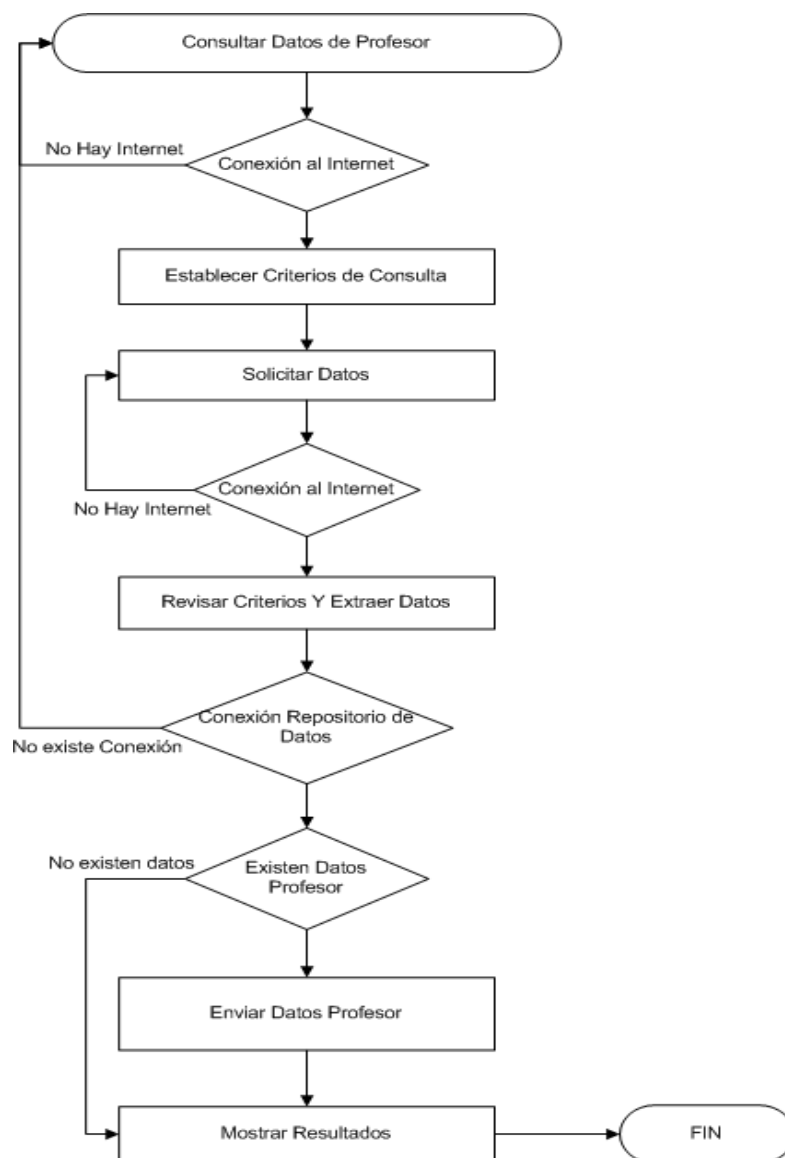 Consultar Datos de Profesor
No Hay Internet
Conexión al Internet
Establecer Criterios de Consulta
Solicitar Datos
Conexión al Internet
No Hay Internet
Revisar Criterios Y Extraer Datos
Conexión Repositorio de
Datos
No existe Conexión
No existen datos
Existen Datos
Profesor
Enviar Datos Profesor
Mostrar Resultados
FIN